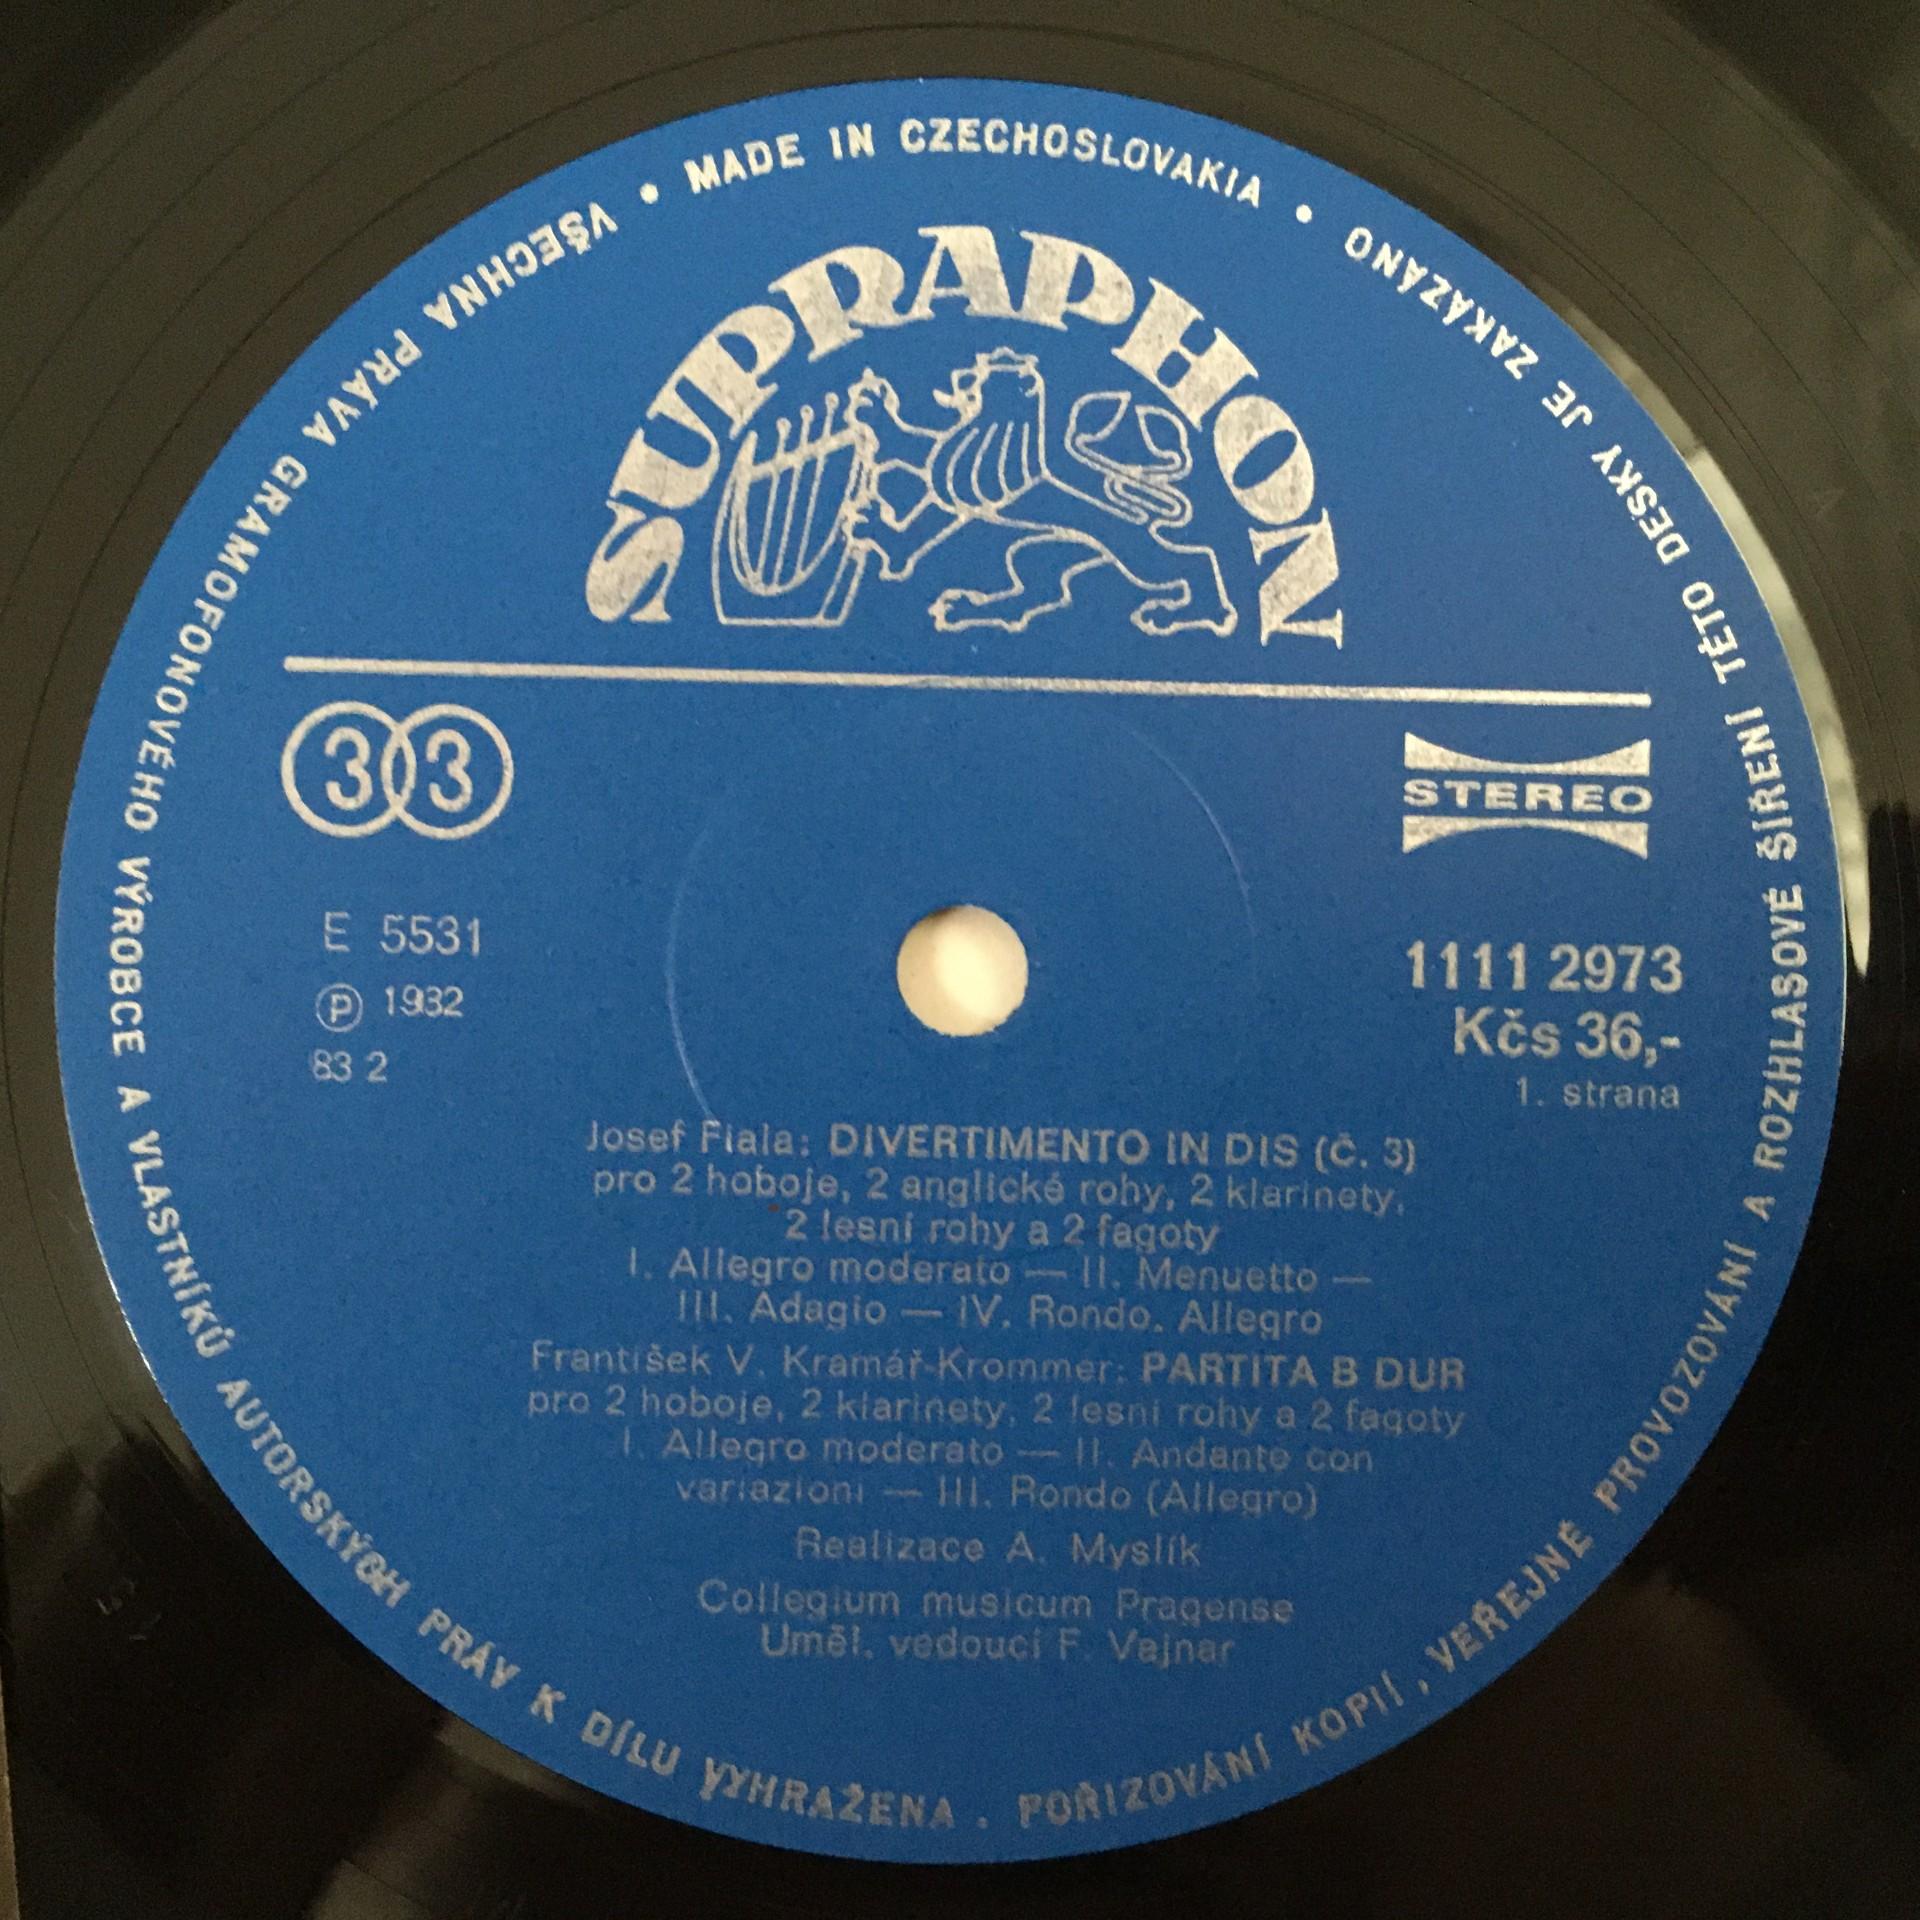 VŠECHNA PRÁVA GRAMOFONOVÉHO VÝROBCE A VLASTNÍKŮ AUTORSKÝCH PRÁV K DÍLU VYHRAŽENA . POŘIZOVÁNÍ KOPIÍ, VEŘEJNÉ PROVOZOVÁNÍ A ROZHLASOVÉ ŠÍŘENÍ TÉTO DESKY JE ZAKÁZÁNO • MADE IN CZECHOSLOVAKIA •
SUPRAPHON
33
STEREO
E 5531
Ⓟ 1982
83 2
1111 2973
Kčs 36,-
1. strana
Josef Fiala: DIVERTIMENTO IN DIS (Č. 3)
pro 2 hoboje, 2 anglické rohy, 2 klarinety,
2 lesní rohy a 2 fagoty
I. Allegro moderato — II. Menuetto —
III. Adagio — IV. Rondo. Allegro
František V. Kramář-Krommer: PARTITA B DUR
pro 2 hoboje, 2 klarinety, 2 lesní rohy a 2 fagoty
I. Allegro moderato — II. Andante con
variazioni — III. Rondo (Allegro)
Realizace A. Myslík
Collegium musicum Pragense
Uměl. vedoucí F. Vajnar